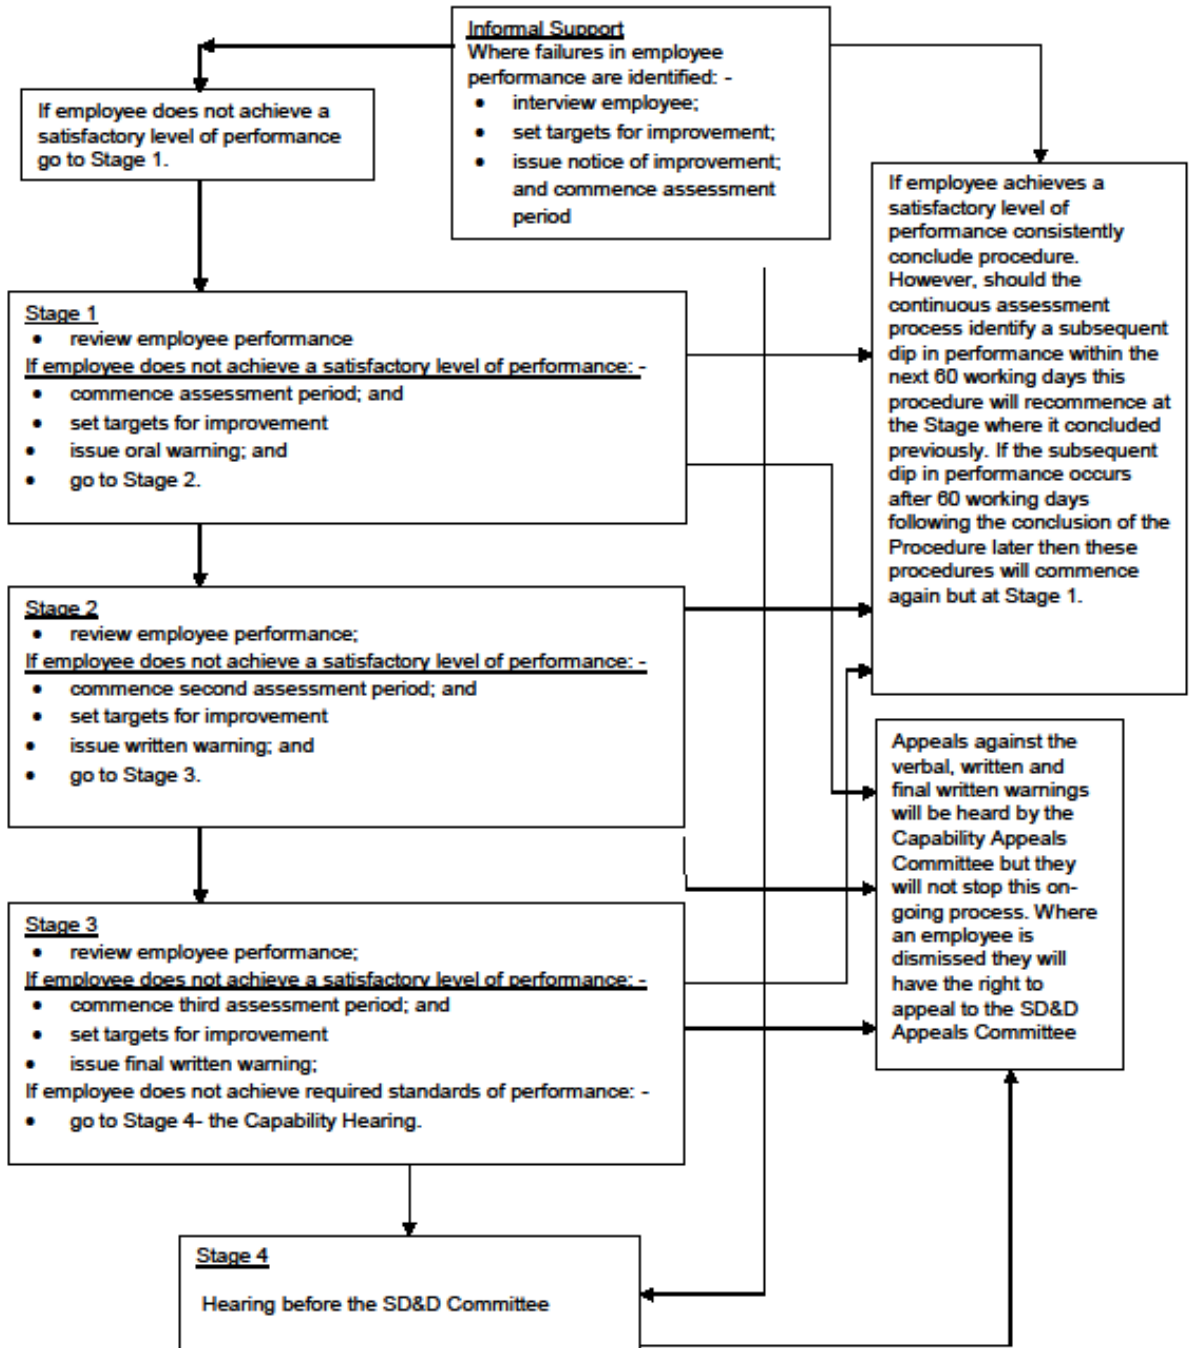 Informal Support
Where failures in employee
performance are identified: -
• interview employee;
• set targets for improvement;
• issue notice of improvement;
and commence assessment
period
If employee does not achieve a
satisfactory level of performance
go to Stage 1.
If employee achieves a
satisfactory level of
performance consistently
conclude procedure.
However, should the
continuous assessment
process identify a subsequent
dip in performance within the
next 60 working days this
procedure will recommence at
the Stage where it concluded
previously. If the subsequent
dip in performance occurs
after 60 working days
following the conclusion of the
Procedure later then these
procedures will commence
again but at Stage 1.
Stage 1
• review employee performance
If employee does not achieve a satisfactory level of performance: -
• commence assessment period; and
• set targets for improvement
• issue oral warning; and
• go to Stage 2.
Stage 2
• review employee performance;
If employee does not achieve a satisfactory level of performance: -
• commence second assessment period; and
• set targets for improvement
• issue written warning; and
• go to Stage 3.
Appeals against the
verbal, written and
final written warnings
will be heard by the
Capability Appeals
Committee but they
will not stop this on-
going process. Where
an employee is
dismissed they will
have the right to
appeal to the SD&D
Appeals Committee
Stage 3
• review employee performance;
If employee does not achieve a satisfactory level of performance: -
• commence third assessment period; and
• set targets for improvement
• issue final written warning;
If employee does not achieve required standards of performance: -
• go to Stage 4- the Capability Hearing.
Stage 4
Hearing before the SD&D Committee